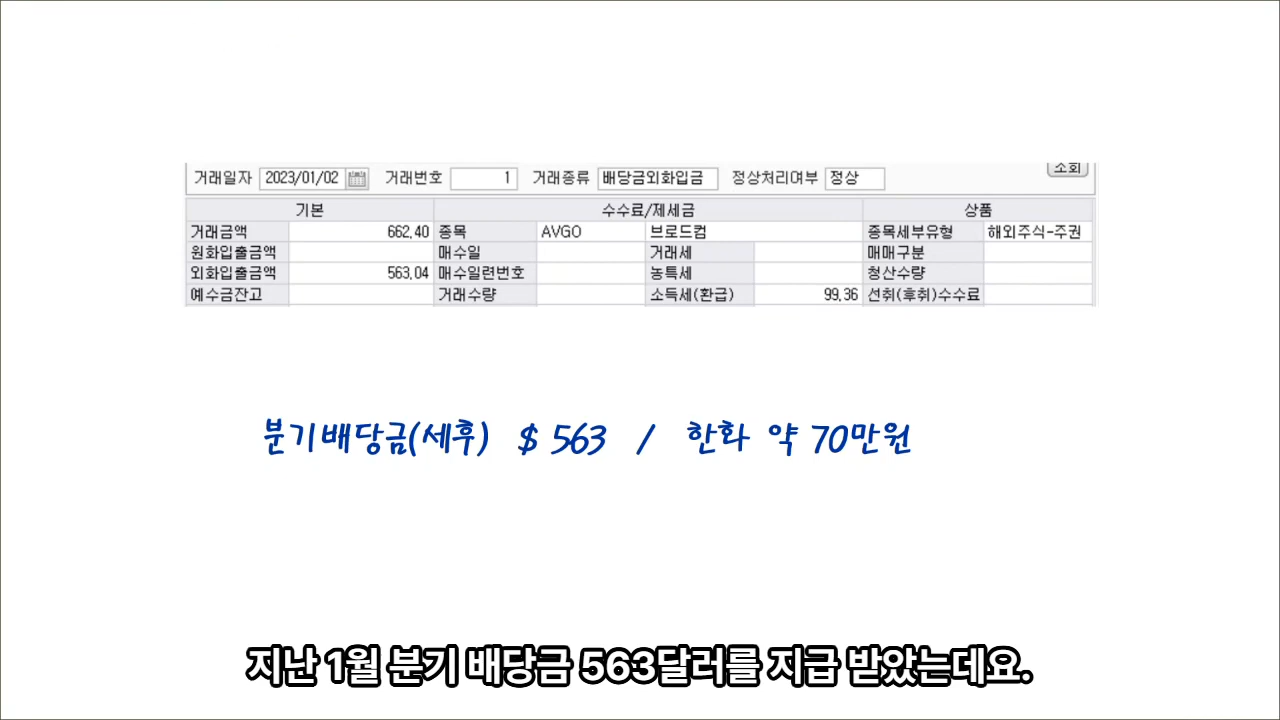 거래일자 2023/01/02 거래번호 1 거래종류 배당금외화입금 정상처리여부 정상 조회
기본 수수료/제세금 상품
거래금액 662.40 종목 AVGO 브로드컴 종목세부유형 해외주식-주권
원화입출금액 매수일 거래세 매매구분
외화입출금액 563.04 매수일련번호 농특세 청산수량
예수금잔고 거래수량 소득세(환급) 99.36 선취(후취)수수료
분기배당금(세후) $ 563 / 한화 약 70만원
지난 1월 분기 배당금 563달러를 지급 받았는데요.